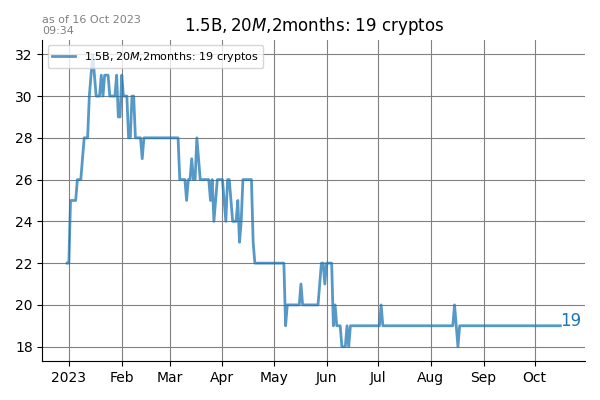 as of 16 Oct 2023
09:34
1.5B, 20M, 2months: 19 cryptos
1.5B, 20M, 2months: 19 cryptos
32
30
28
26
24
22
20
18
19
2023 Feb Mar Apr May Jun Jul Aug Sep Oct